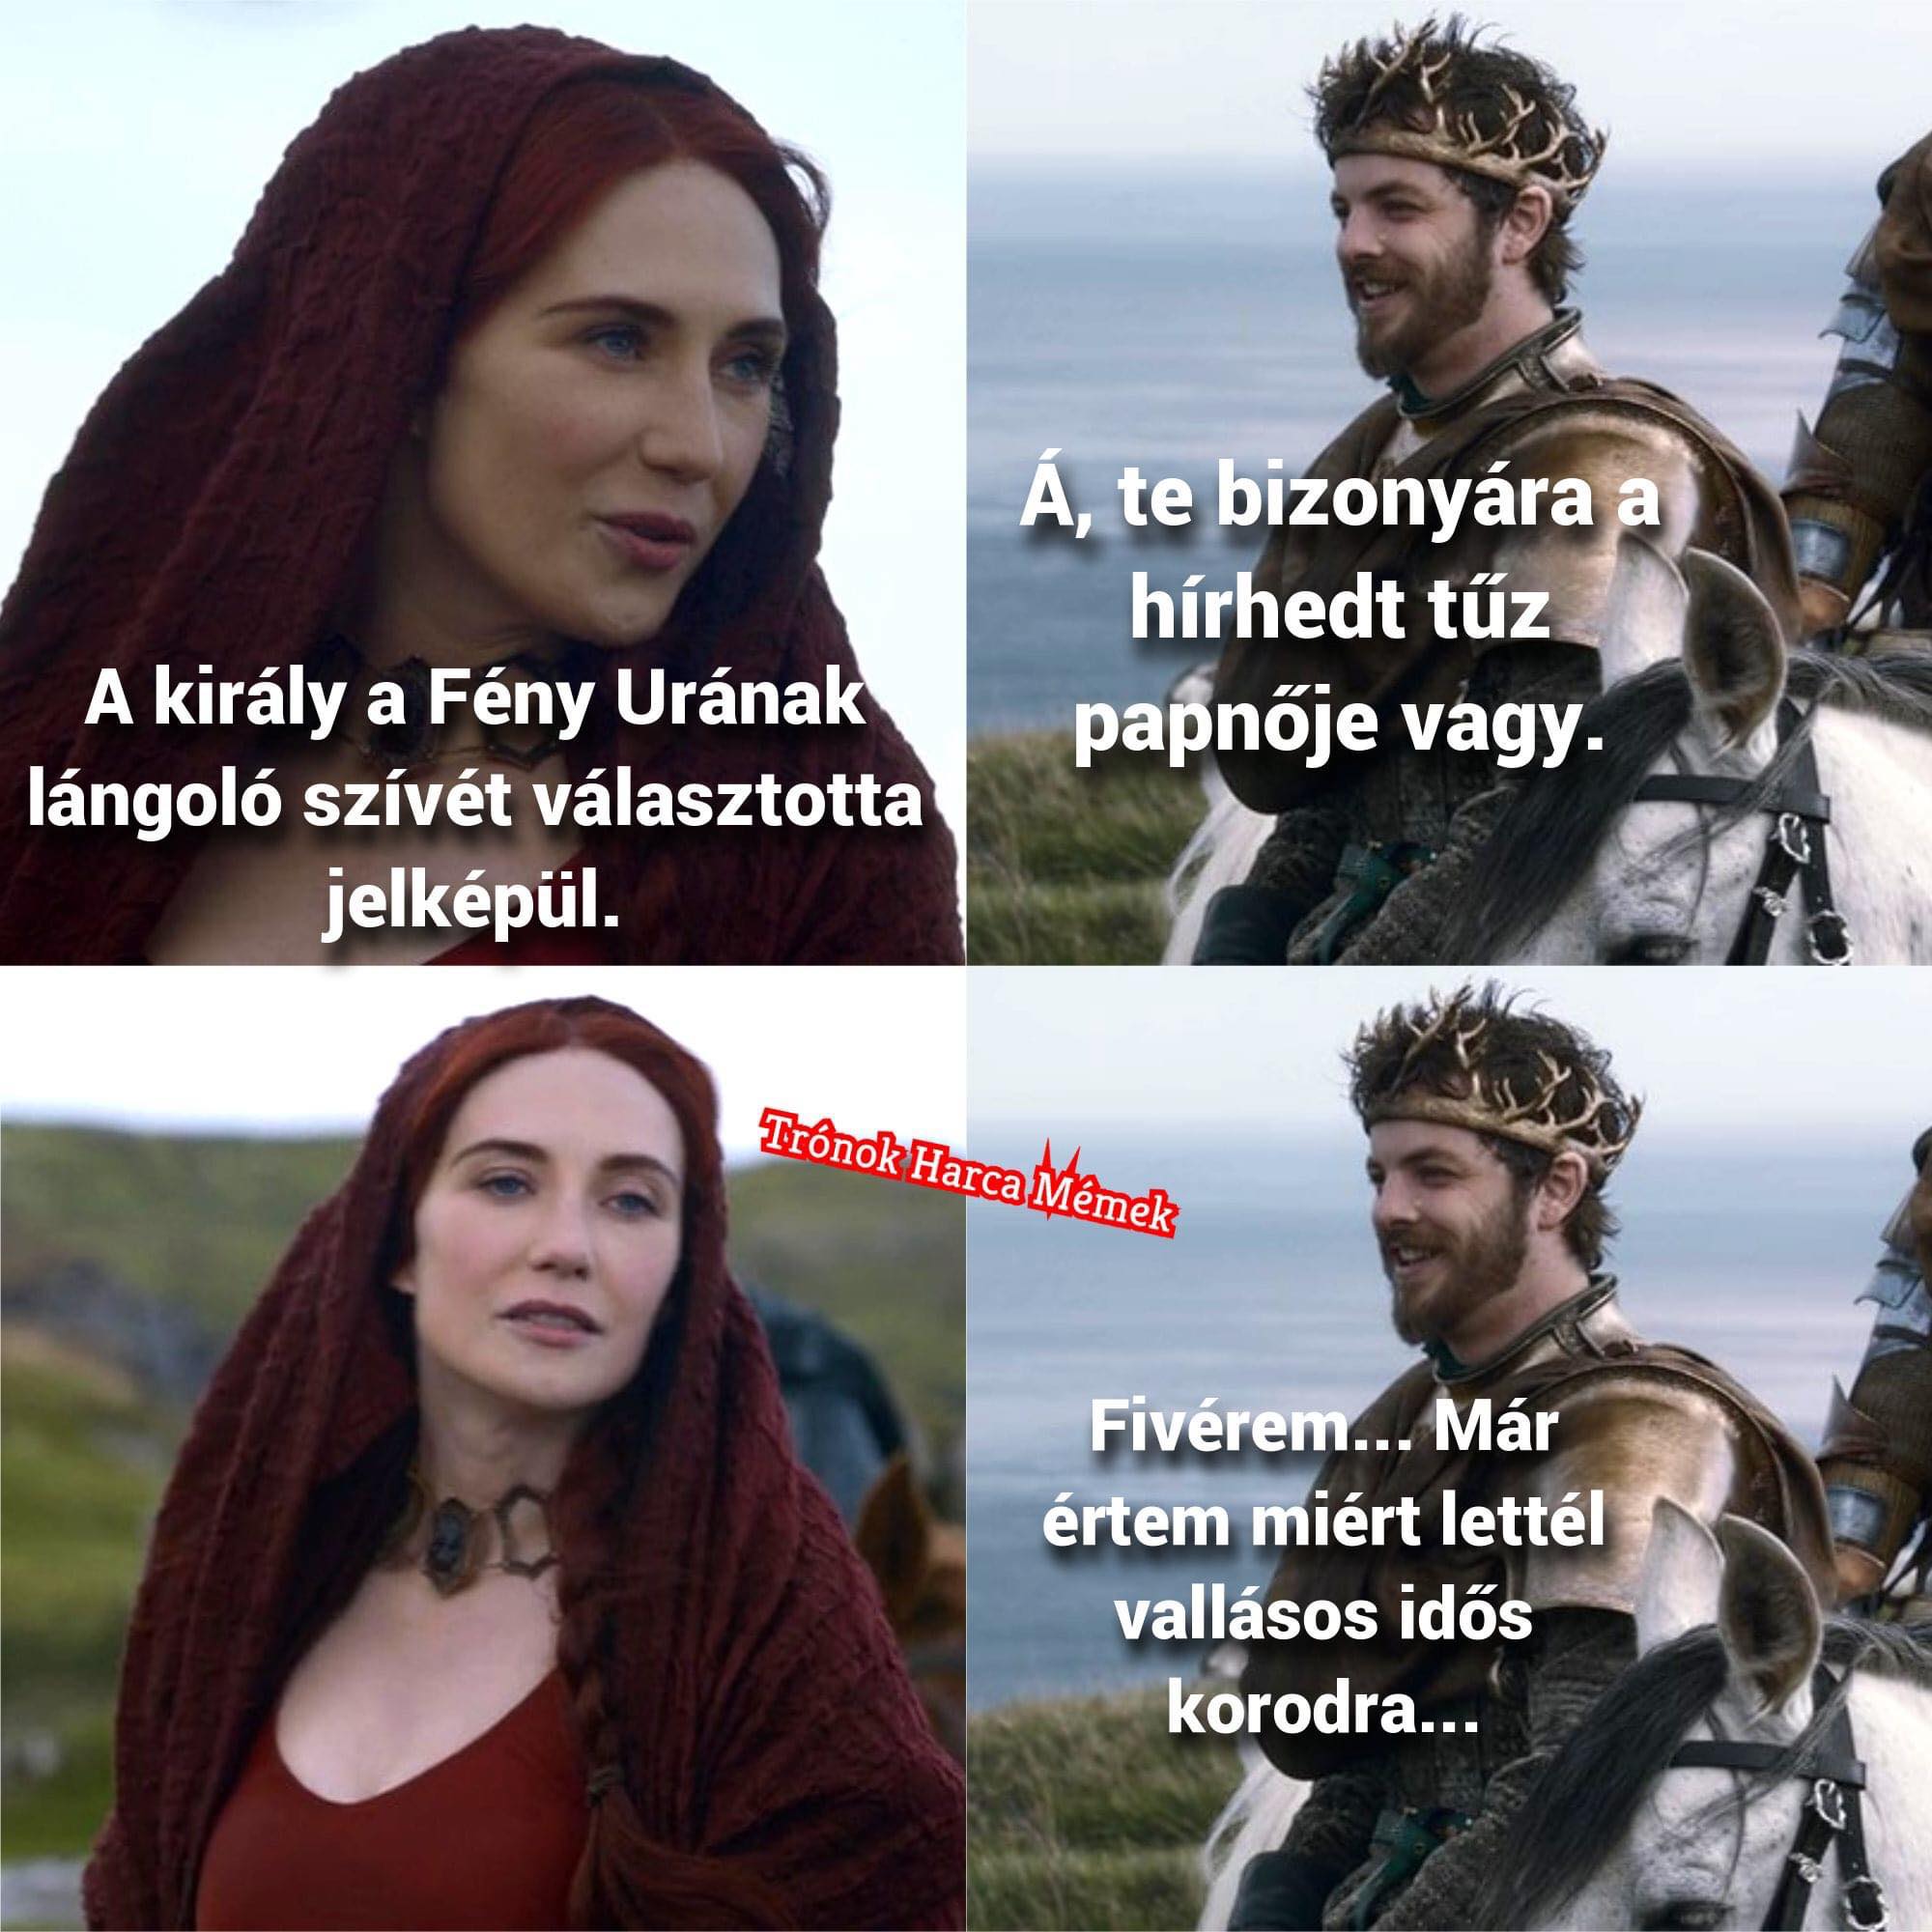 A király a Fény Urának
lángoló szívét választotta
jelképül.
Á, te bizonyára a
hírhedt tűz
papnője vagy.
Trónok Harca Mémek
Fivérem... Már
értem miért lettél
vallásos idős
korodra...